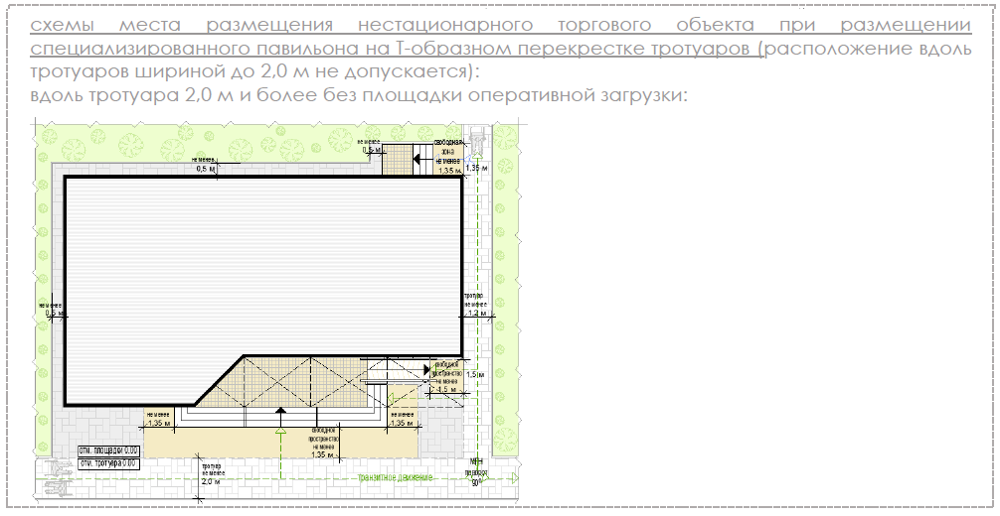 схемы места размещения нестационарного торгового объекта при размещении
специализированного павильона на Т-образном перекрестке тротуаров (расположение вдоль
тротуаров шириной до 2,0 м не допускается):
вдоль тротуара 2,0 м и более без площадки оперативной загрузки:
не менее
0,5 м
не менее
0,5 м
свободная
зона
не менее
1,35 м
1,35 м
не менее
0,5 м
тротуар
не менее
1,2 м
свободное
пространство
не менее
1,5 м
1,5 м
не менее
1,35 м
свободное
пространство
не менее
1,35 м
не менее
1,35 м
отм. площадки 0.00
отм. тротуара 0.00
тротуар
не менее
2,0 м
транзитное движение
МГН
поворот
90°